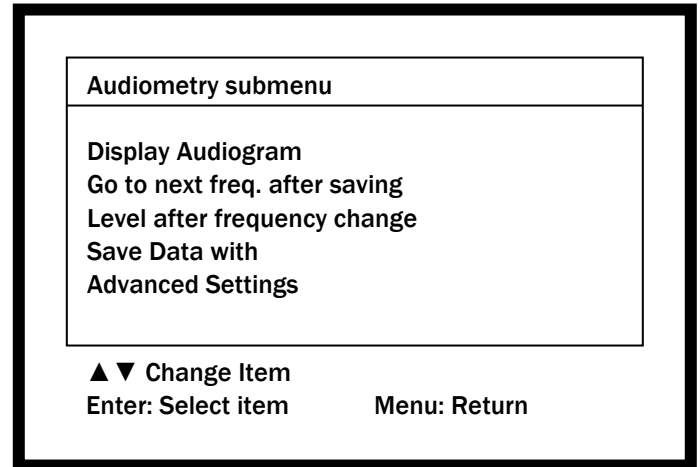 Audiometry submenu
Display Audiogram
Go to next freq. after saving
Level after frequency change
Save Data with
Advanced Settings
▲▼ Change Item
Enter: Select item Menu: Return